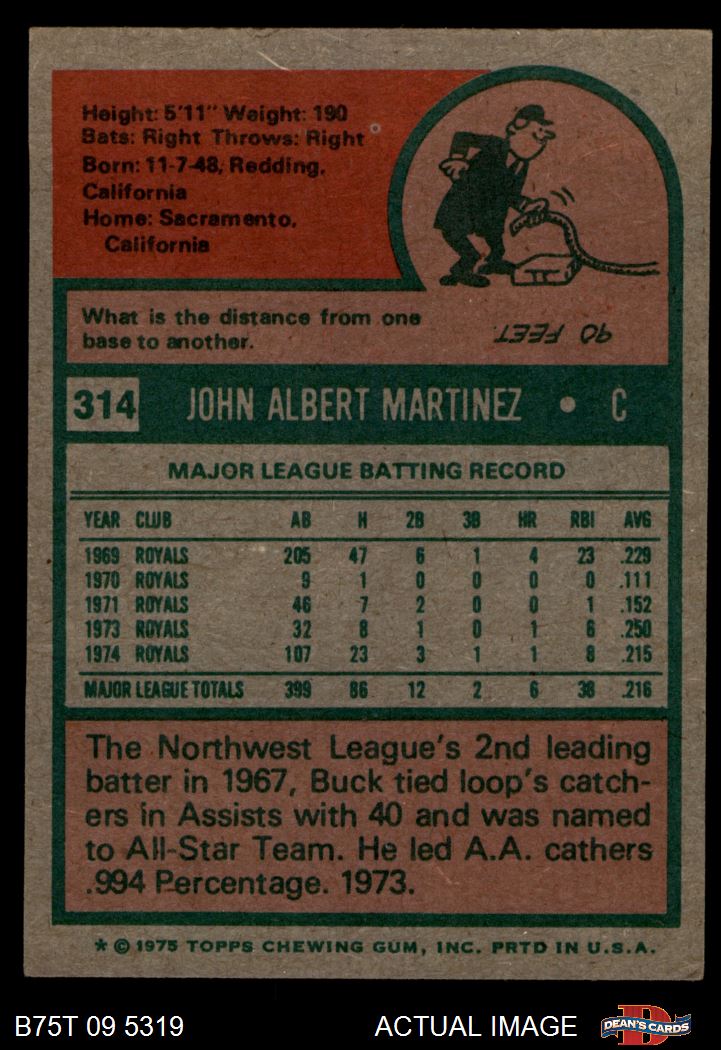 Height: 5'11" Weight: 190
Bats: Right Throws: Right
Born: 11-7-48, Redding,
California
Home: Sacramento,
California
What is the distance from one
base to another.
90 FEET.
314 JOHN ALBERT MARTINEZ • C
MAJOR LEAGUE BATTING RECORD
YEAR CLUB AB H 2B 3B HR RBI AVG
1969 ROYALS 205 47 6 1 4 23 .229
1970 ROYALS 9 1 0 0 0 0 .111
1971 ROYALS 46 7 2 0 0 1 .152
1973 ROYALS 32 8 1 0 1 6 .250
1974 ROYALS 107 23 3 1 1 8 .215
MAJOR LEAGUE TOTALS 399 86 12 2 6 38 .216
The Northwest League's 2nd leading
batter in 1967, Buck tied loop's catch-
ers in Assists with 40 and was named
to All-Star Team. He led A.A. cathers
.994 Percentage. 1973.
* © 1975 TOPPS CHEWING GUM, INC. PRTD IN U.S.A.
B75T 09 5319 ACTUAL IMAGE DEAN'S CARDS